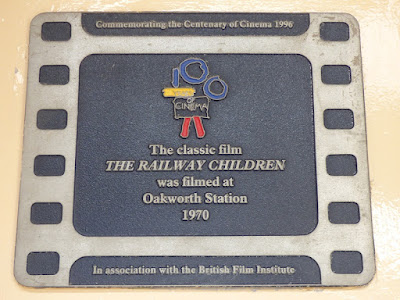 Commemorating the Centenary of Cinema 1996
100
OF
CINEMA
The classic film
THE RAILWAY CHILDREN
was filmed at
Oakworth Station
1970
In association with the British Film Institute